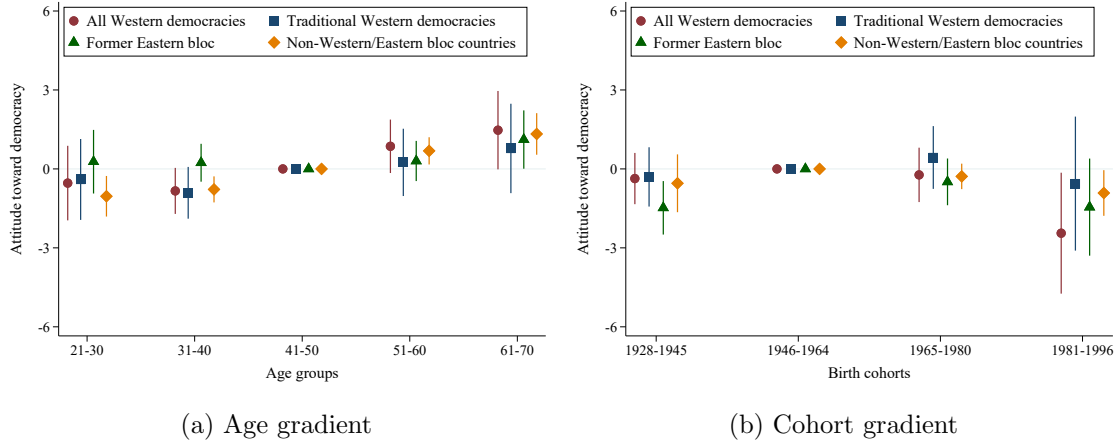 All Western democracies Traditional Western democracies
Former Eastern bloc Non-Western/Eastern bloc countries
Attitude toward democracy
6
3
0
-3
-6
21-30 31-40 41-50 51-60 61-70
Age groups
(a) Age gradient
All Western democracies Traditional Western democracies
Former Eastern bloc Non-Western/Eastern bloc countries
Attitude toward democracy
6
3
0
-3
-6
1928-1945 1946-1964 1965-1980 1981-1996
Birth cohorts
(b) Cohort gradient